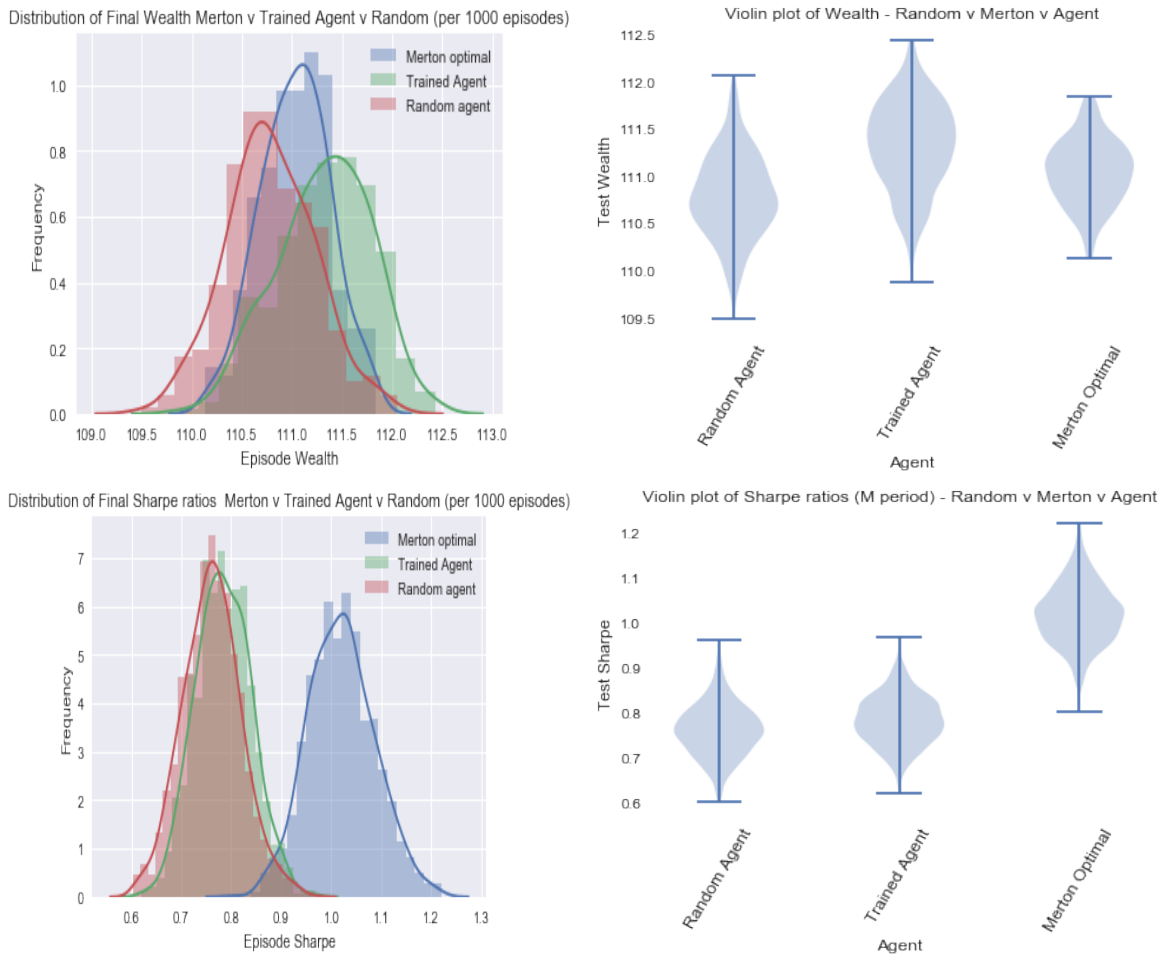 Distribution of Final Wealth Merton v Trained Agent v Random (per 1000 episodes)
Merton optimal
Trained Agent
Random agent
1.0
0.8
0.6
0.4
0.2
0.0
Frequency
109.0 109.5 110.0 110.5 111.0 111.5 112.0 112.5 113.0
Episode Wealth
Violin plot of Wealth - Random v Merton v Agent
112.5
112.0
111.5
111.0
110.5
110.0
109.5
Test Wealth
Random Agent
Trained Agent
Merton Optimal
Agent
Distribution of Final Sharpe ratios Merton v Trained Agent v Random (per 1000 episodes)
Merton optimal
Trained Agent
Random agent
7
6
5
4
3
2
1
0
Frequency
0.6 0.7 0.8 0.9 1.0 1.1 1.2 1.3
Episode Sharpe
Violin plot of Sharpe ratios (M period) - Random v Merton v Agent
1.2
1.1
1.0
0.9
0.8
0.7
0.6
Test Sharpe
Random Agent
Trained Agent
Merton Optimal
Agent